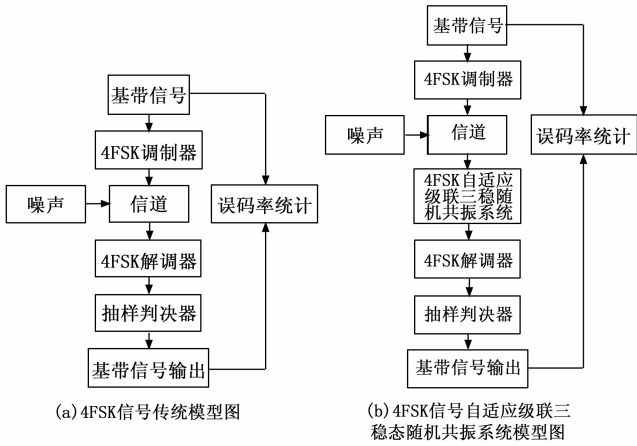 基带信号
4FSK调制器
噪声
信道
误码率统计
4FSK解调器
抽样判决器
基带信号输出
(a)4FSK信号传统模型图
基带信号
4FSK调制器
噪声
信道
误码率统计
4FSK自适应
级联三稳随
机共振系统
4FSK解调器
抽样判决器
基带信号输出
(b)4FSK信号自适应级联三
稳态随机共振系统模型图